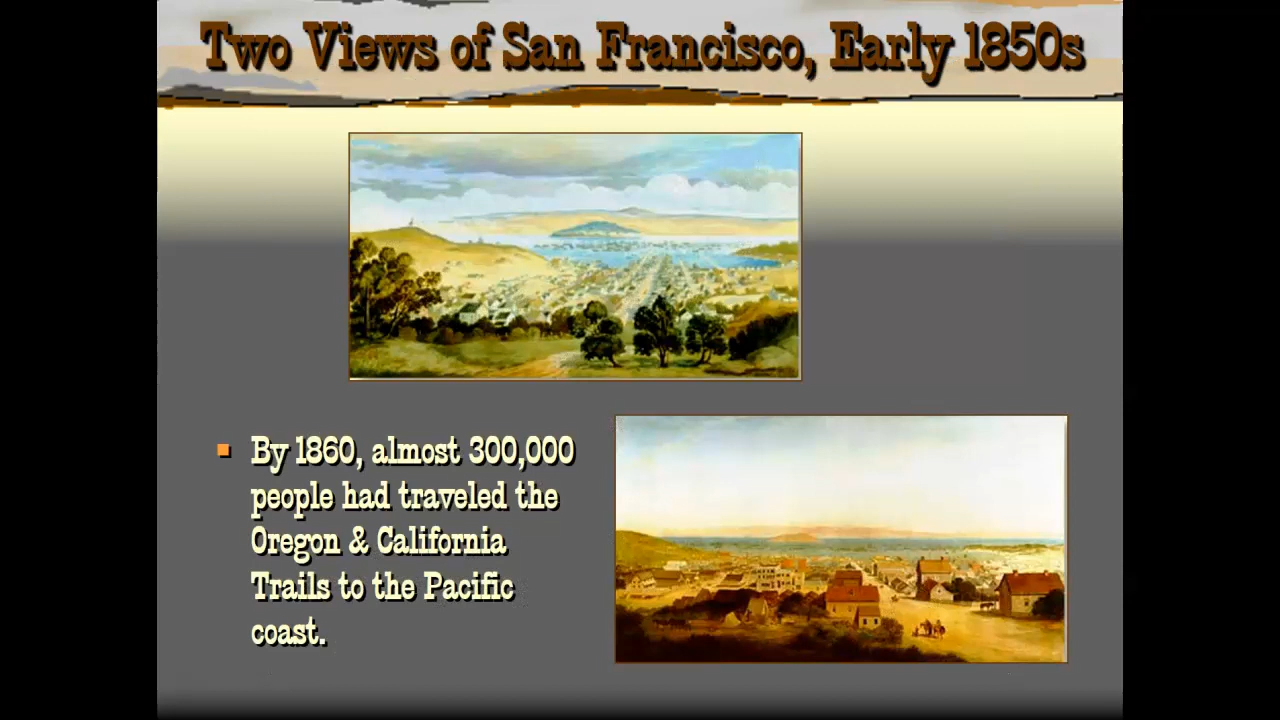 Two Views of San Francisco, Early 1850s
By 1860, almost 300,000
people had traveled the
Oregon & California
Trails to the Pacific
coast.